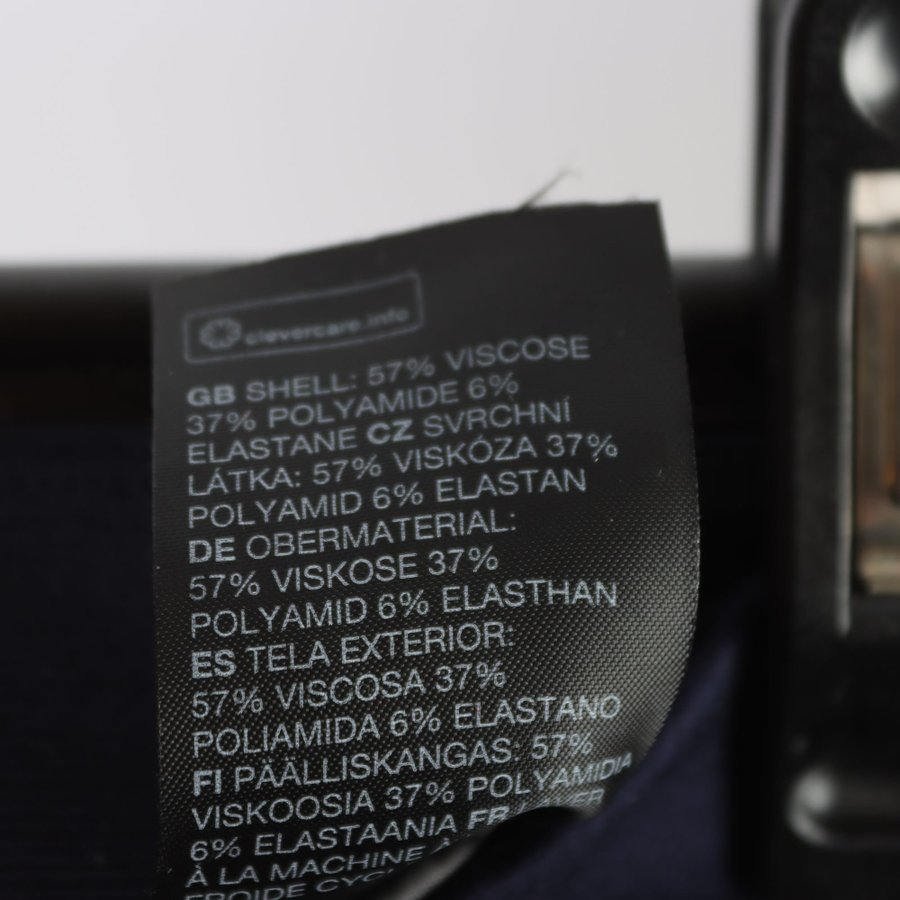 clevercare.info
GB SHELL: 57% VISCOSE
37% POLYAMIDE 6%
ELASTANE CZ SVRCHNÍ
LÁTKA: 57% VISKÓZA 37%
POLYAMID 6% ELASTAN
DE OBERMATERIAL:
57% VISKOSE 37%
POLYAMID 6% ELASTHAN
ES TELA EXTERIOR:
57% VISCOSA 37%
POLIAMIDA 6% ELASTANO
FI PÄÄLLISKANGAS: 57%
VISKOOSIA 37% POLYAMIDIA
6% ELASTAANIA FR
À LA MACHINE À
FROIDE